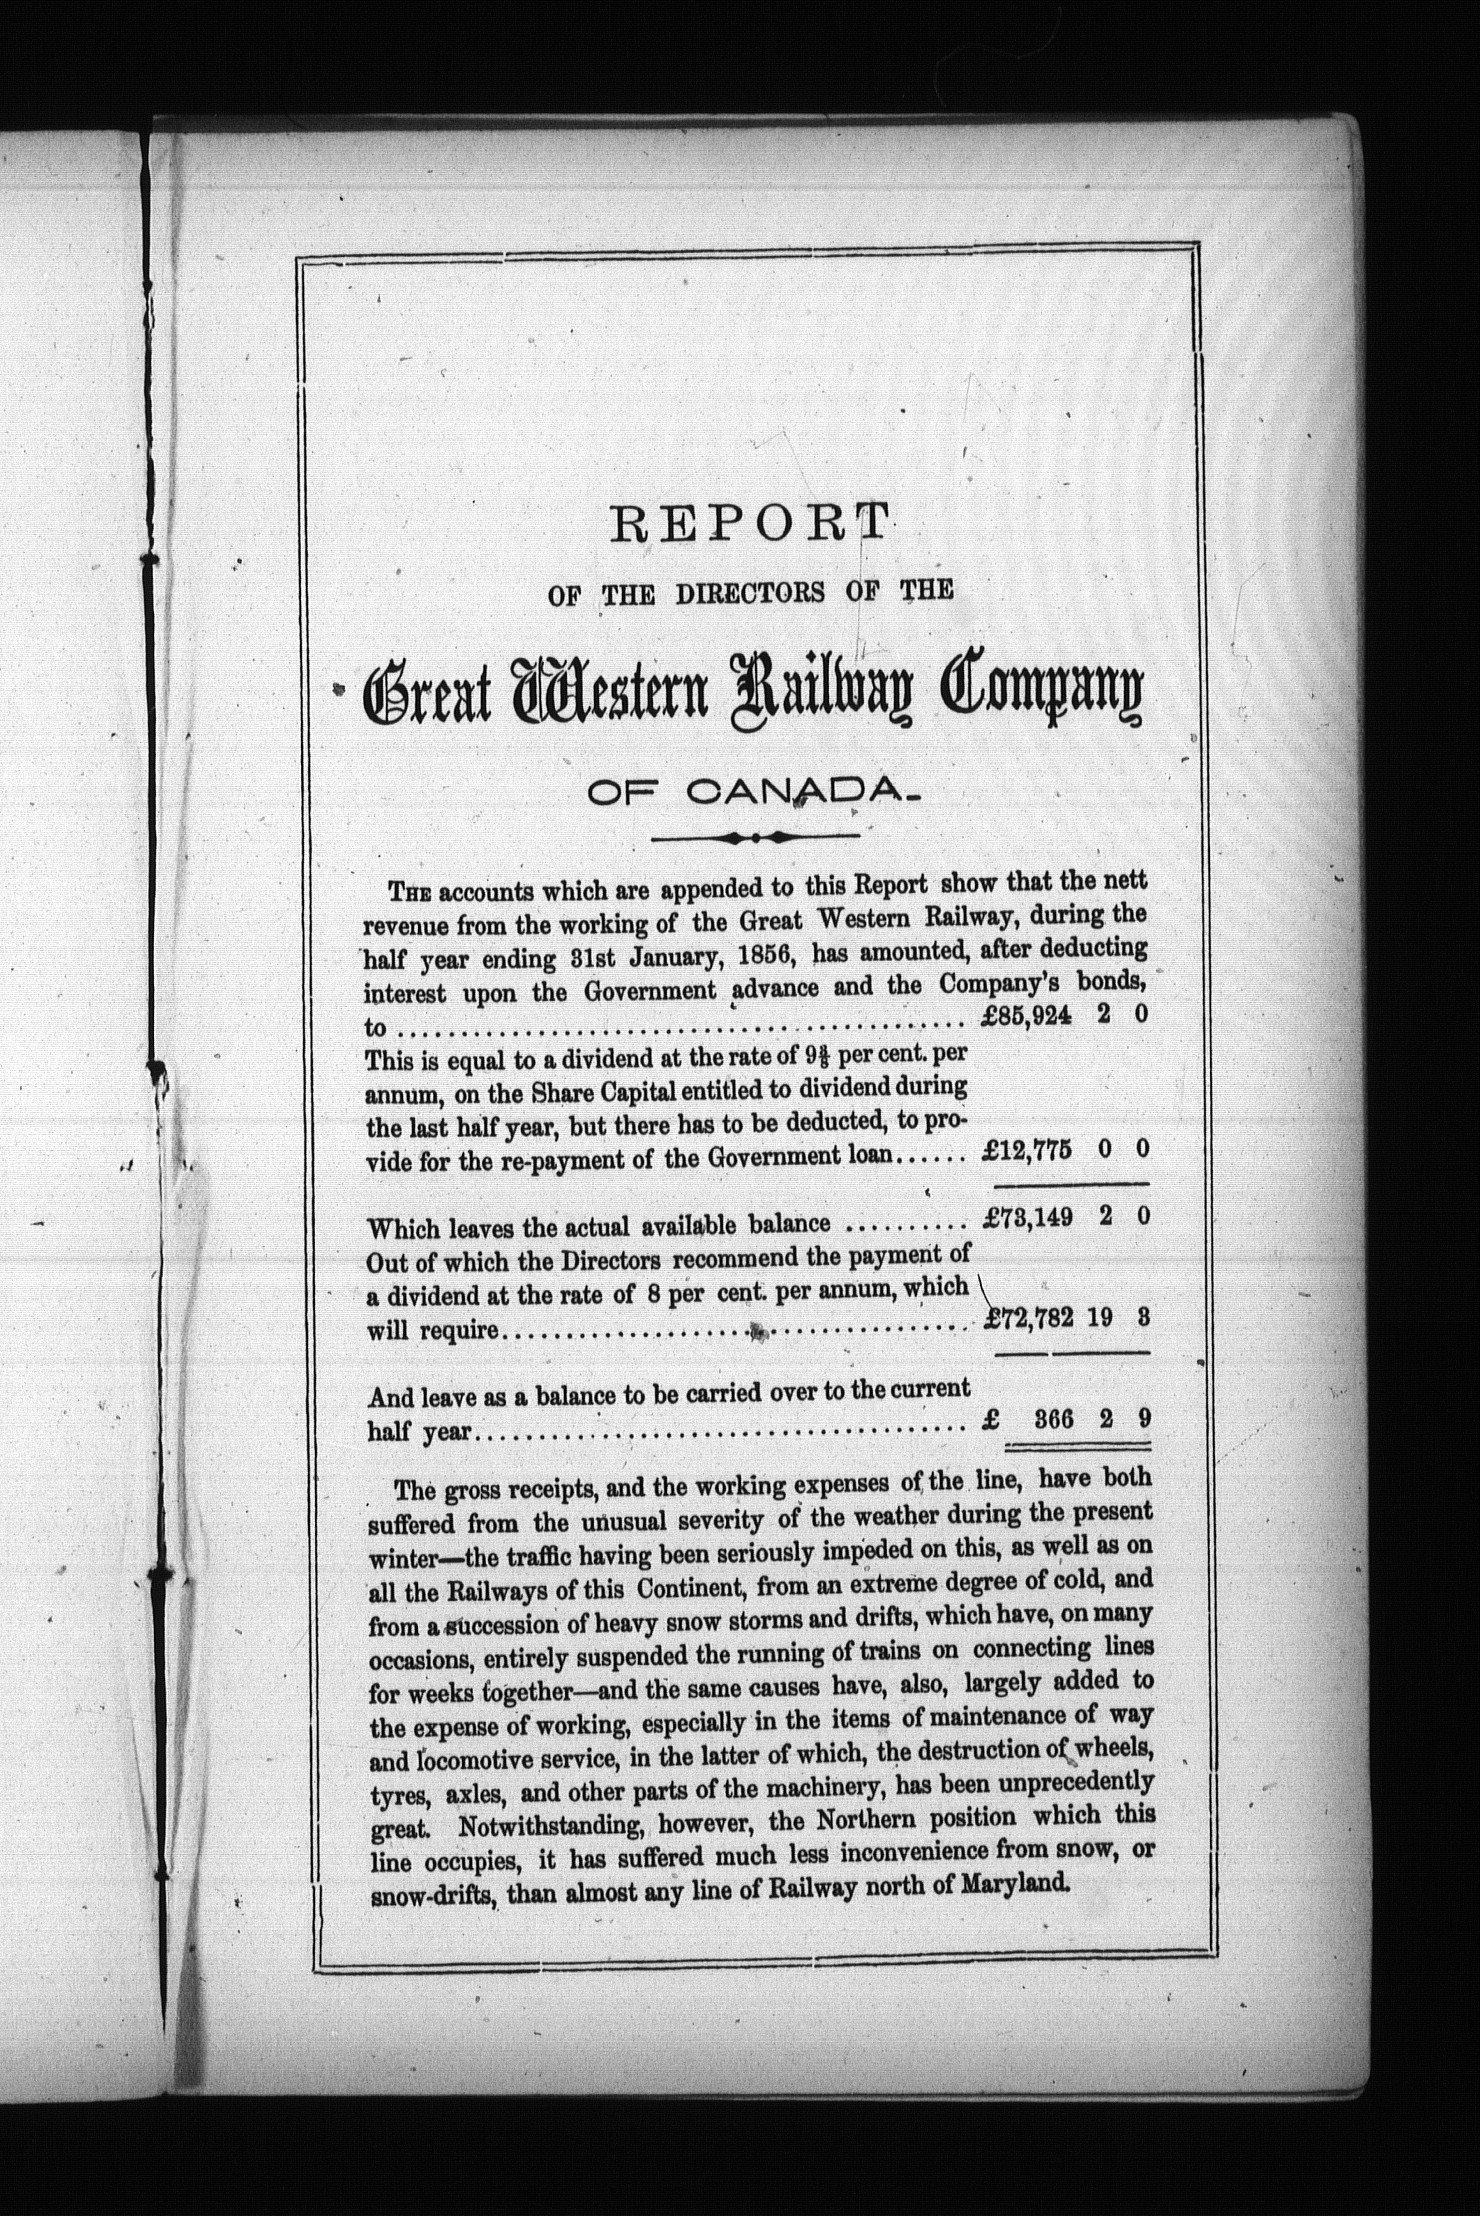 REPORT
OF THE DIRECTORS OF THE
Great Western Railway Company
OF CANADA.
THE accounts which are appended to this Report show that the nett
revenue from the working of the Great Western Railway, during the
half year ending 31st January, 1856, has amounted, after deducting
interest upon the Government advance and the Company's bonds,
to ............................................ £85,924 2 0
This is equal to a dividend at the rate of 9⅜ per cent. per
annum, on the Share Capital entitled to dividend during
the last half year, but there has to be deducted, to pro-
vide for the re-payment of the Government loan...... £12,775 0 0
Which leaves the actual available balance .......... £73,149 2 0
Out of which the Directors recommend the payment of
a dividend at the rate of 8 per cent. per annum, which
will require..................................... £72,782 19 3
And leave as a balance to be carried over to the current
half year....................................... £ 366 2 9
The gross receipts, and the working expenses of the line, have both
suffered from the unusual severity of the weather during the present
winter—the traffic having been seriously impeded on this, as well as on
all the Railways of this Continent, from an extreme degree of cold, and
from a succession of heavy snow storms and drifts, which have, on many
occasions, entirely suspended the running of trains on connecting lines
for weeks together—and the same causes have, also, largely added to
the expense of working, especially in the items of maintenance of way
and locomotive service, in the latter of which, the destruction of wheels,
tyres, axles, and other parts of the machinery, has been unprecedently
great. Notwithstanding, however, the Northern position which this
line occupies, it has suffered much less inconvenience from snow, or
snow-drifts, than almost any line of Railway north of Maryland.